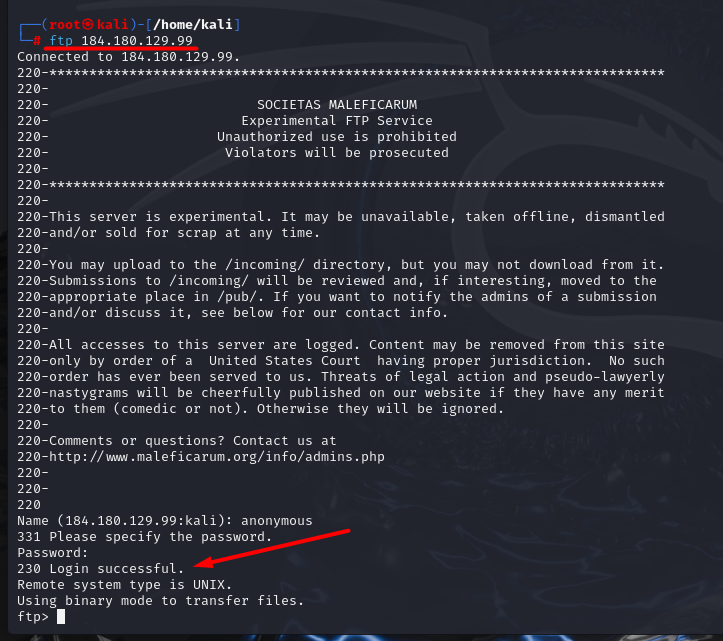 ┌──(root㉿kali)-[/home/kali]
└─# ftp 184.180.129.99
Connected to 184.180.129.99.
220-*****************************************************************************
220-
220-                          SOCIETAS MALEFICARUM
220-                        Experimental FTP Service
220-                     Unauthorized use is prohibited
220-                      Violators will be prosecuted
220-
220-*****************************************************************************
220-
220-This server is experimental. It may be unavailable, taken offline, dismantled
220-and/or sold for scrap at any time.
220-
220-You may upload to the /incoming/ directory, but you may not download from it.
220-Submissions to /incoming/ will be reviewed and, if interesting, moved to the
220-appropriate place in /pub/. If you want to notify the admins of a submission
220-and/or discuss it, see below for our contact info.
220-
220-All accesses to this server are logged. Content may be removed from this site
220-only by order of a  United States Court  having proper jurisdiction.  No such
220-order has ever been served to us. Threats of legal action and pseudo-lawyerly
220-nastygrams will be cheerfully published on our website if they have any merit
220-to them (comedic or not). Otherwise they will be ignored.
220-
220-Comments or questions? Contact us at
220-http://www.maleficarum.org/info/admins.php
220-
220-
220
Name (184.180.129.99:kali): anonymous
331 Please specify the password.
Password:
230 Login successful.
Remote system type is UNIX.
Using binary mode to transfer files.
ftp>